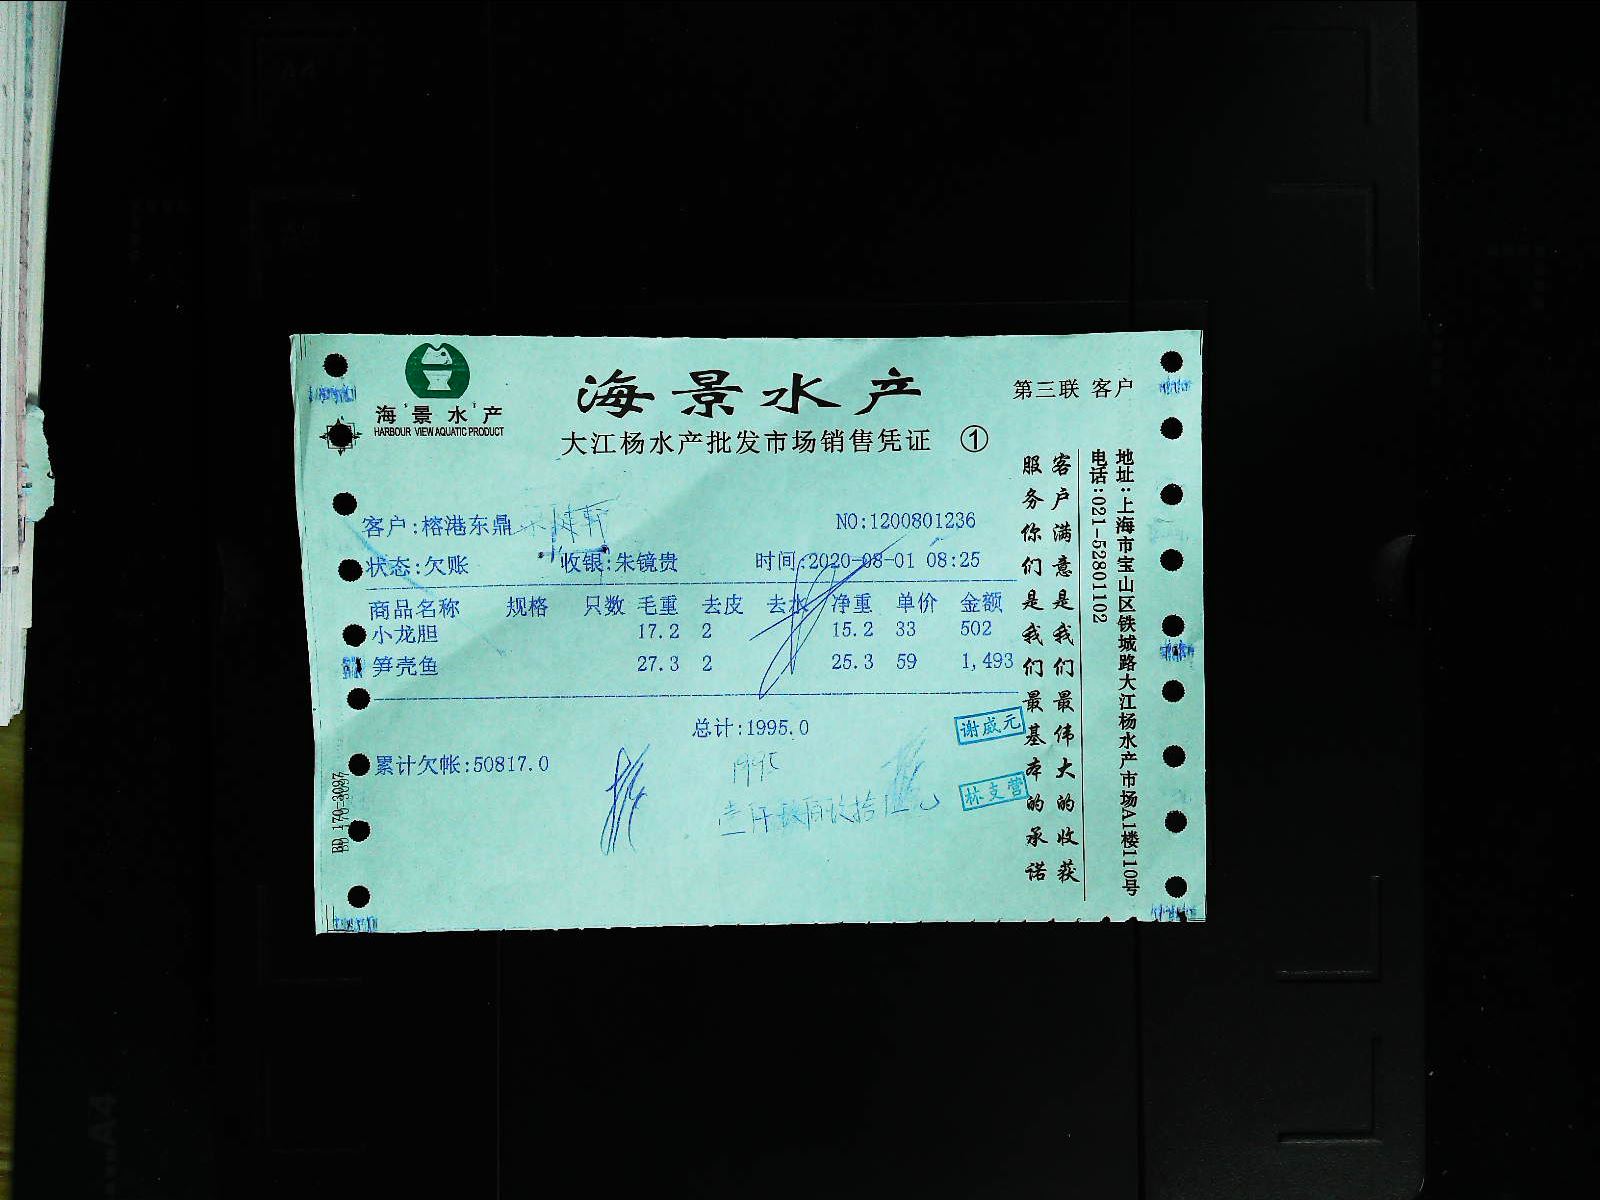 海景水产
HARBOUR VIEW AQUATIC PRODUCT
海景水产
第三联 客户
大江杨水产批发市场销售凭证 ①
客户:榕港东鼎
NO:1200801236
状态:欠账 收银:朱镜贵 时间:2020-08-01 08:25
商品名称 规格 只数 毛重 去皮 去水 净重 单价 金额
小龙胆 17.2 2 15.2 33 502
笋壳鱼 27.3 2 25.3 59 1,493
总计:1995.0
谢威元
累计欠帐:50817.0
1995
林支营
客户满意是我们最伟大的收获
服务你们是我们最基本的承诺
地址:上海市宝山区铁城路大江杨水产市场A1楼110号
电话:021-52801102
BD 170-3097